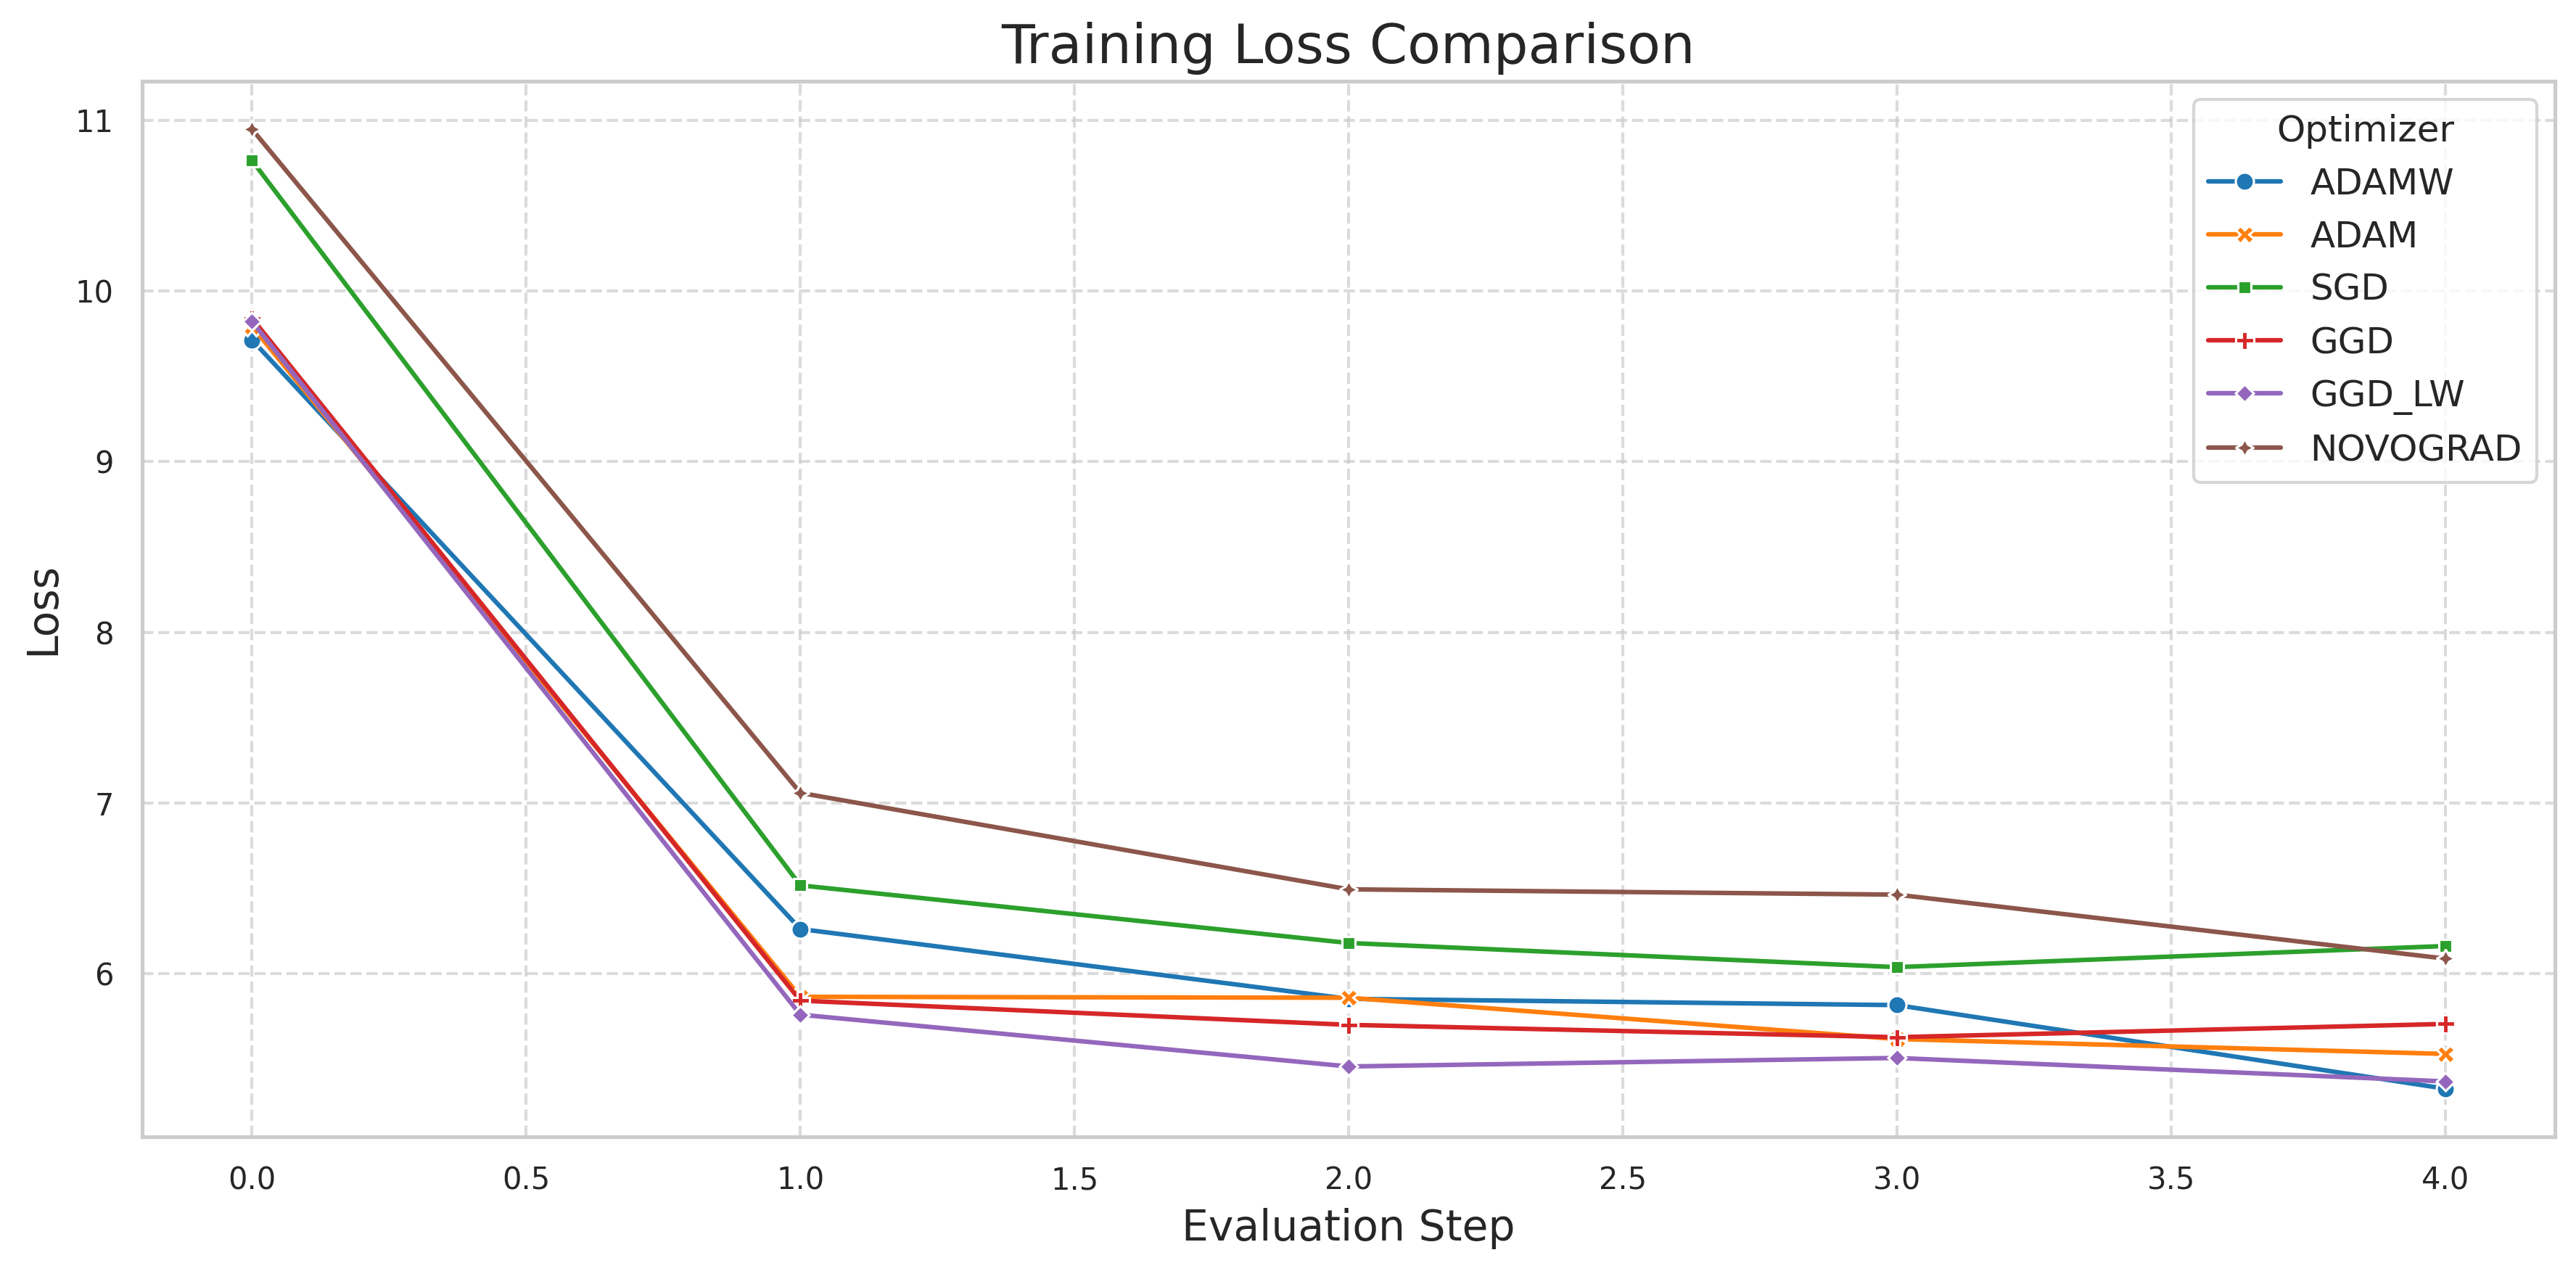 Training Loss Comparison
Optimizer
ADAMW
ADAM
SGD
GGD
GGD_LW
NOVOGRAD
11
10
9
8
7
6
Loss
0.0 0.5 1.0 1.5 2.0 2.5 3.0 3.5 4.0
Evaluation Step